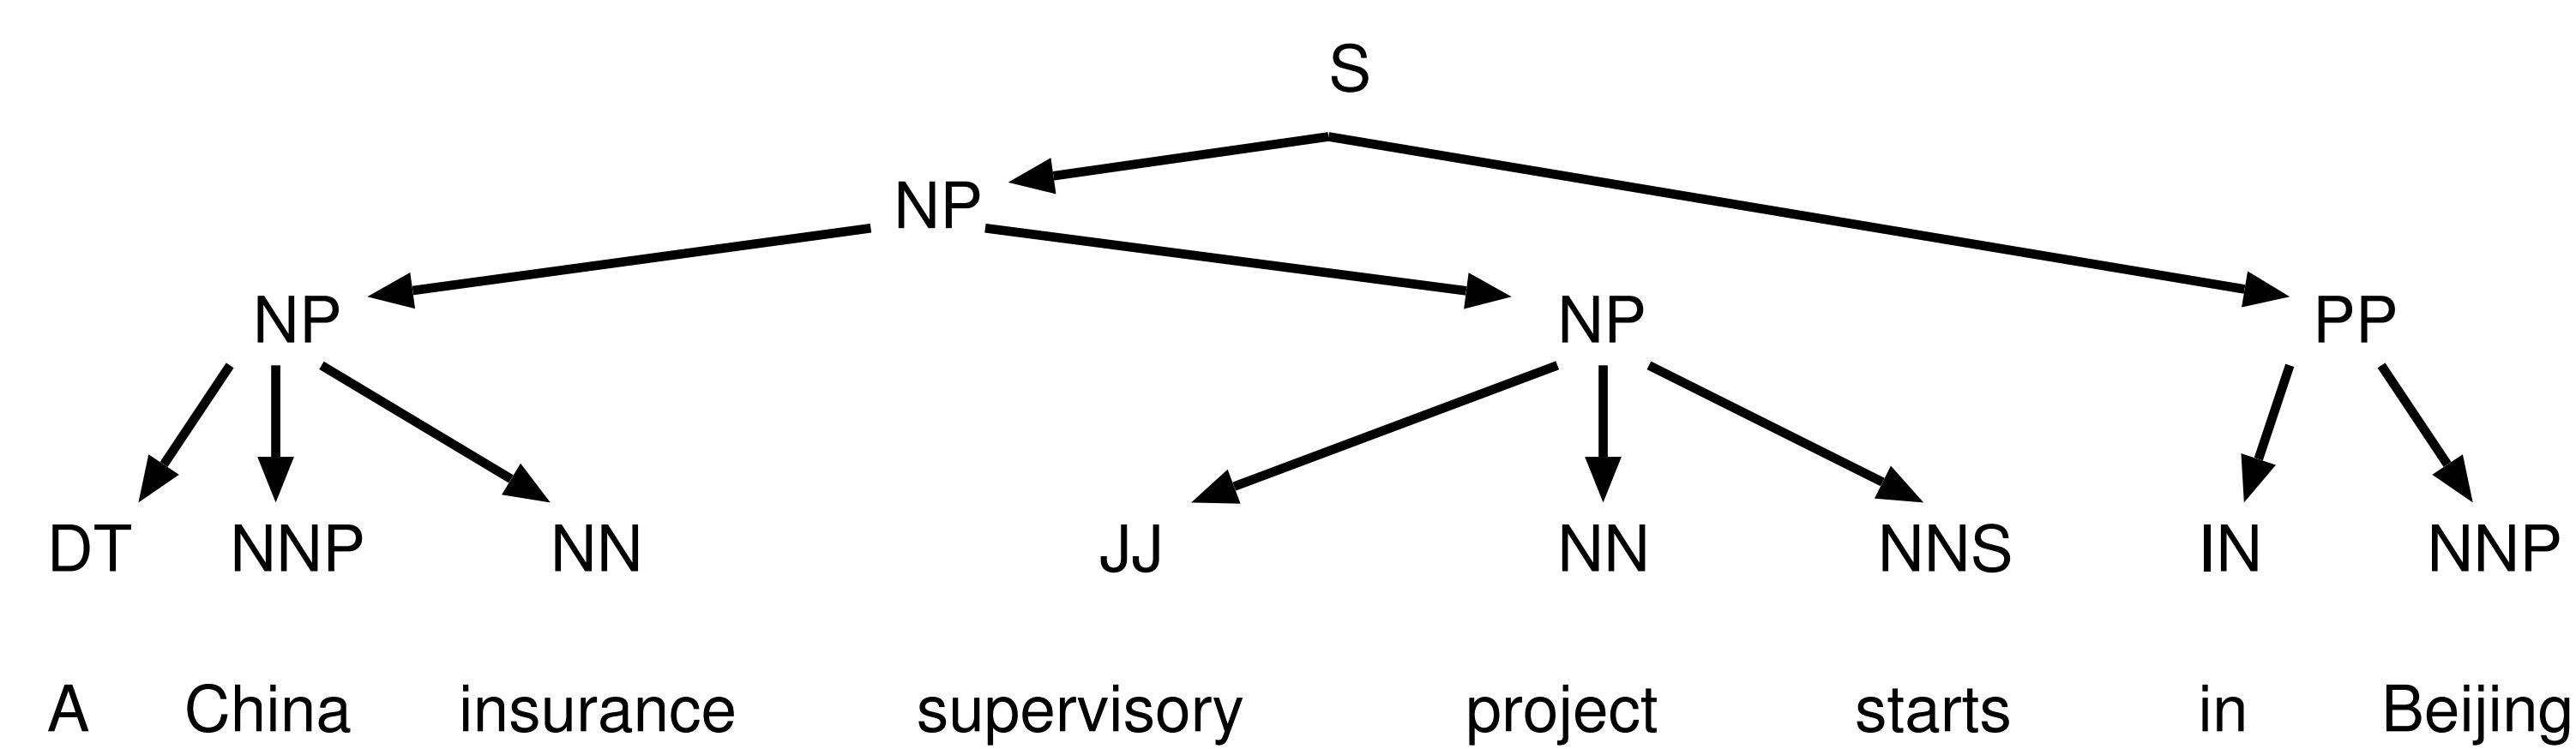 S
NP
NP NP PP
DT NNP NN JJ NN NNS IN NNP
A China insurance supervisory project starts in Beijing